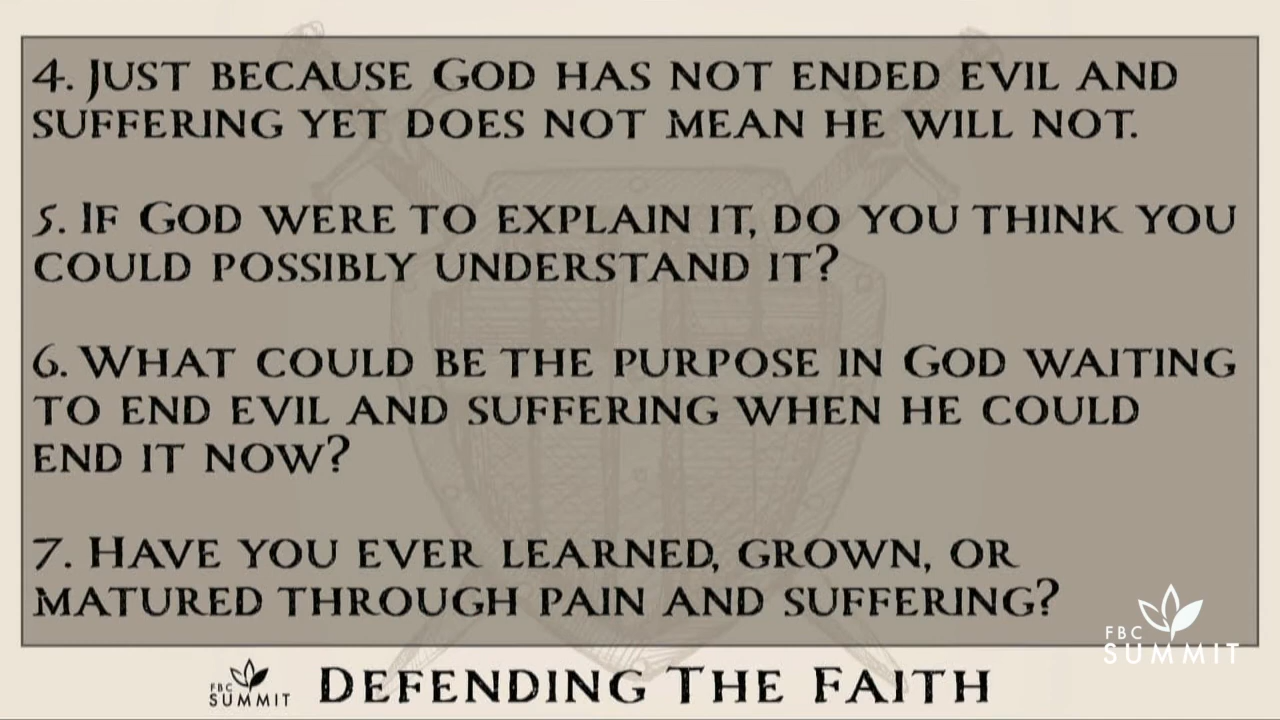 4. Just because God has not ended evil and
suffering yet does not mean He will not.
5. If God were to explain it, do you think you
could possibly understand it?
6. What could be the purpose in God waiting
to end evil and suffering when He could
end it now?
7. Have you ever learned, grown, or
matured through pain and suffering?
FBC
SUMMIT
FBC
SUMMIT
Defending The Faith